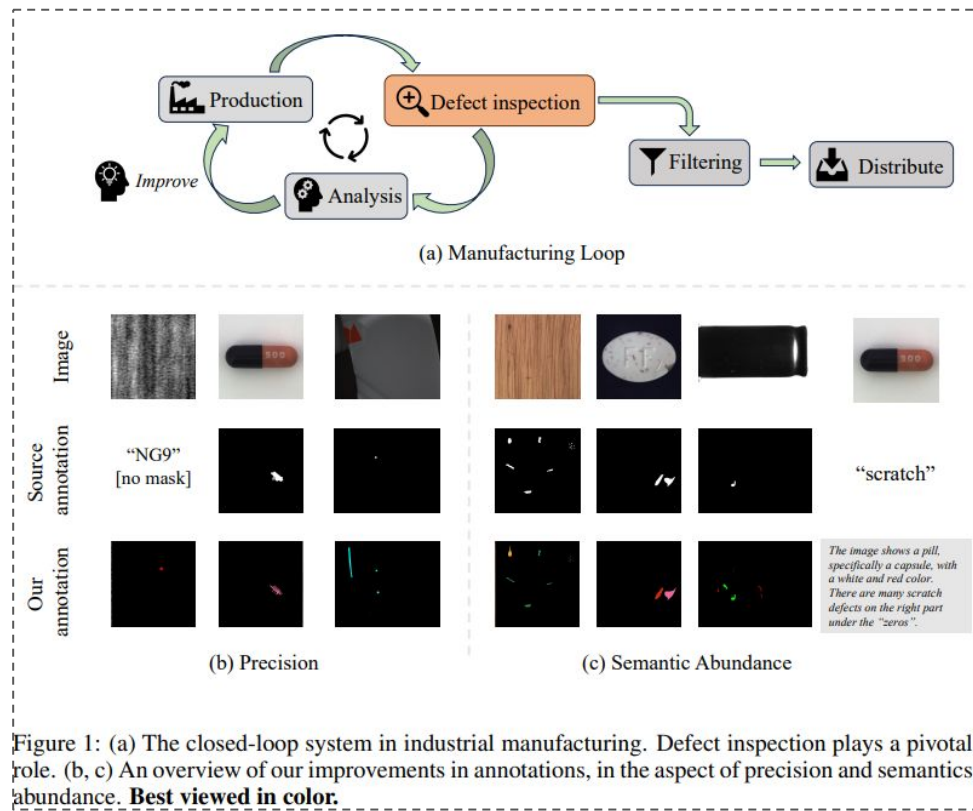 Production
Defect inspection
Improve
Analysis
Filtering
Distribute
(a) Manufacturing Loop
Image
500
500
Source
annotation
“NG9”
[no mask]
“scratch”
Our
annotation
The image shows a pill,
specifically a capsule, with
a white and red color.
There are many scratch
defects on the right part
under the “zeros”.
(b) Precision
(c) Semantic Abundance
Figure 1: (a) The closed-loop system in industrial manufacturing. Defect inspection plays a pivotal
role. (b, c) An overview of our improvements in annotations, in the aspect of precision and semantics
abundance. Best viewed in color.